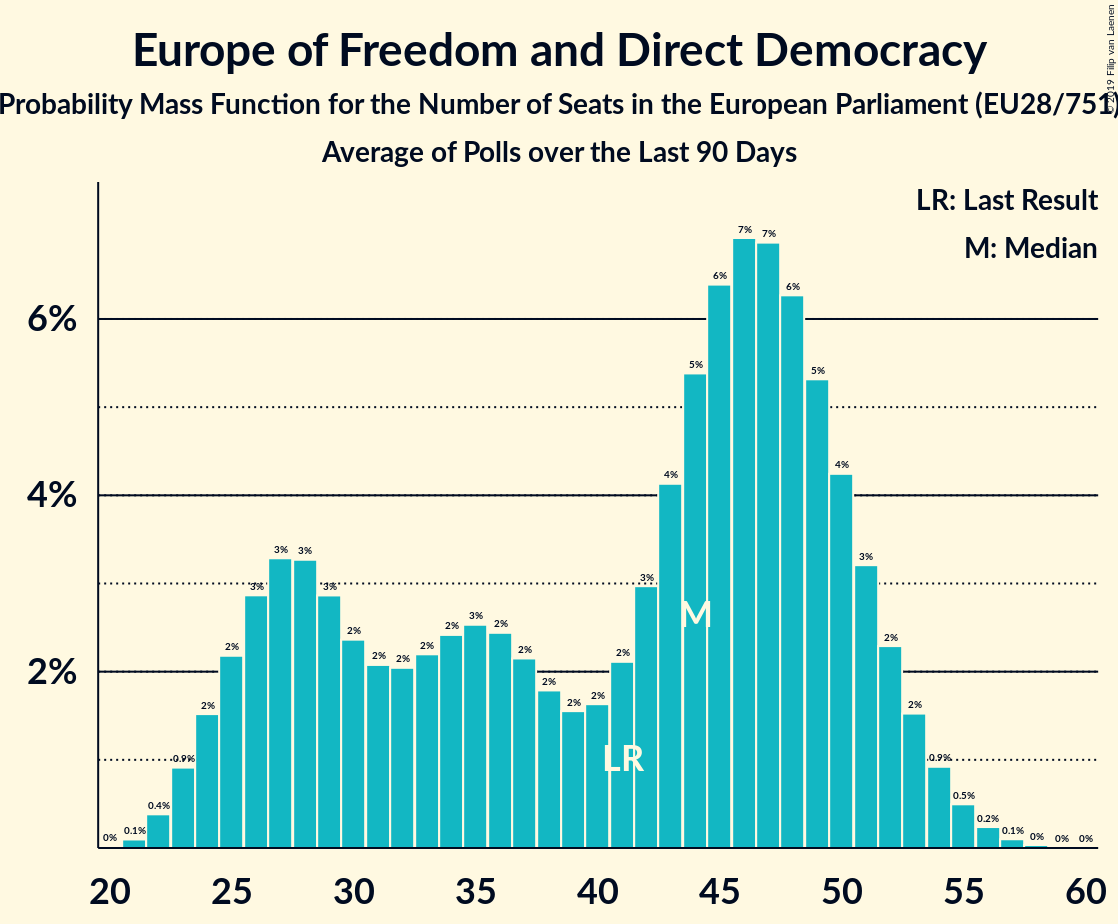 Europe of Freedom and Direct Democracy
Probability Mass Function for the Number of Seats in the European Parliament (EU28/751)
Average of Polls over the Last 90 Days
© 2019 Filip van Laenen
LR: Last Result
M: Median
6%
4%
2%
0% 0.1% 0.4% 0.9% 2% 2% 3% 3% 3% 3% 2% 2% 2% 2% 2% 3% 2% 2% 2% 2% 2% 2% 3% 4% 5% 6% 7% 7% 6% 5% 4% 3% 2% 2% 0.9% 0.5% 0.2% 0.1% 0% 0% 0%
M
LR
20 25 30 35 40 45 50 55 60